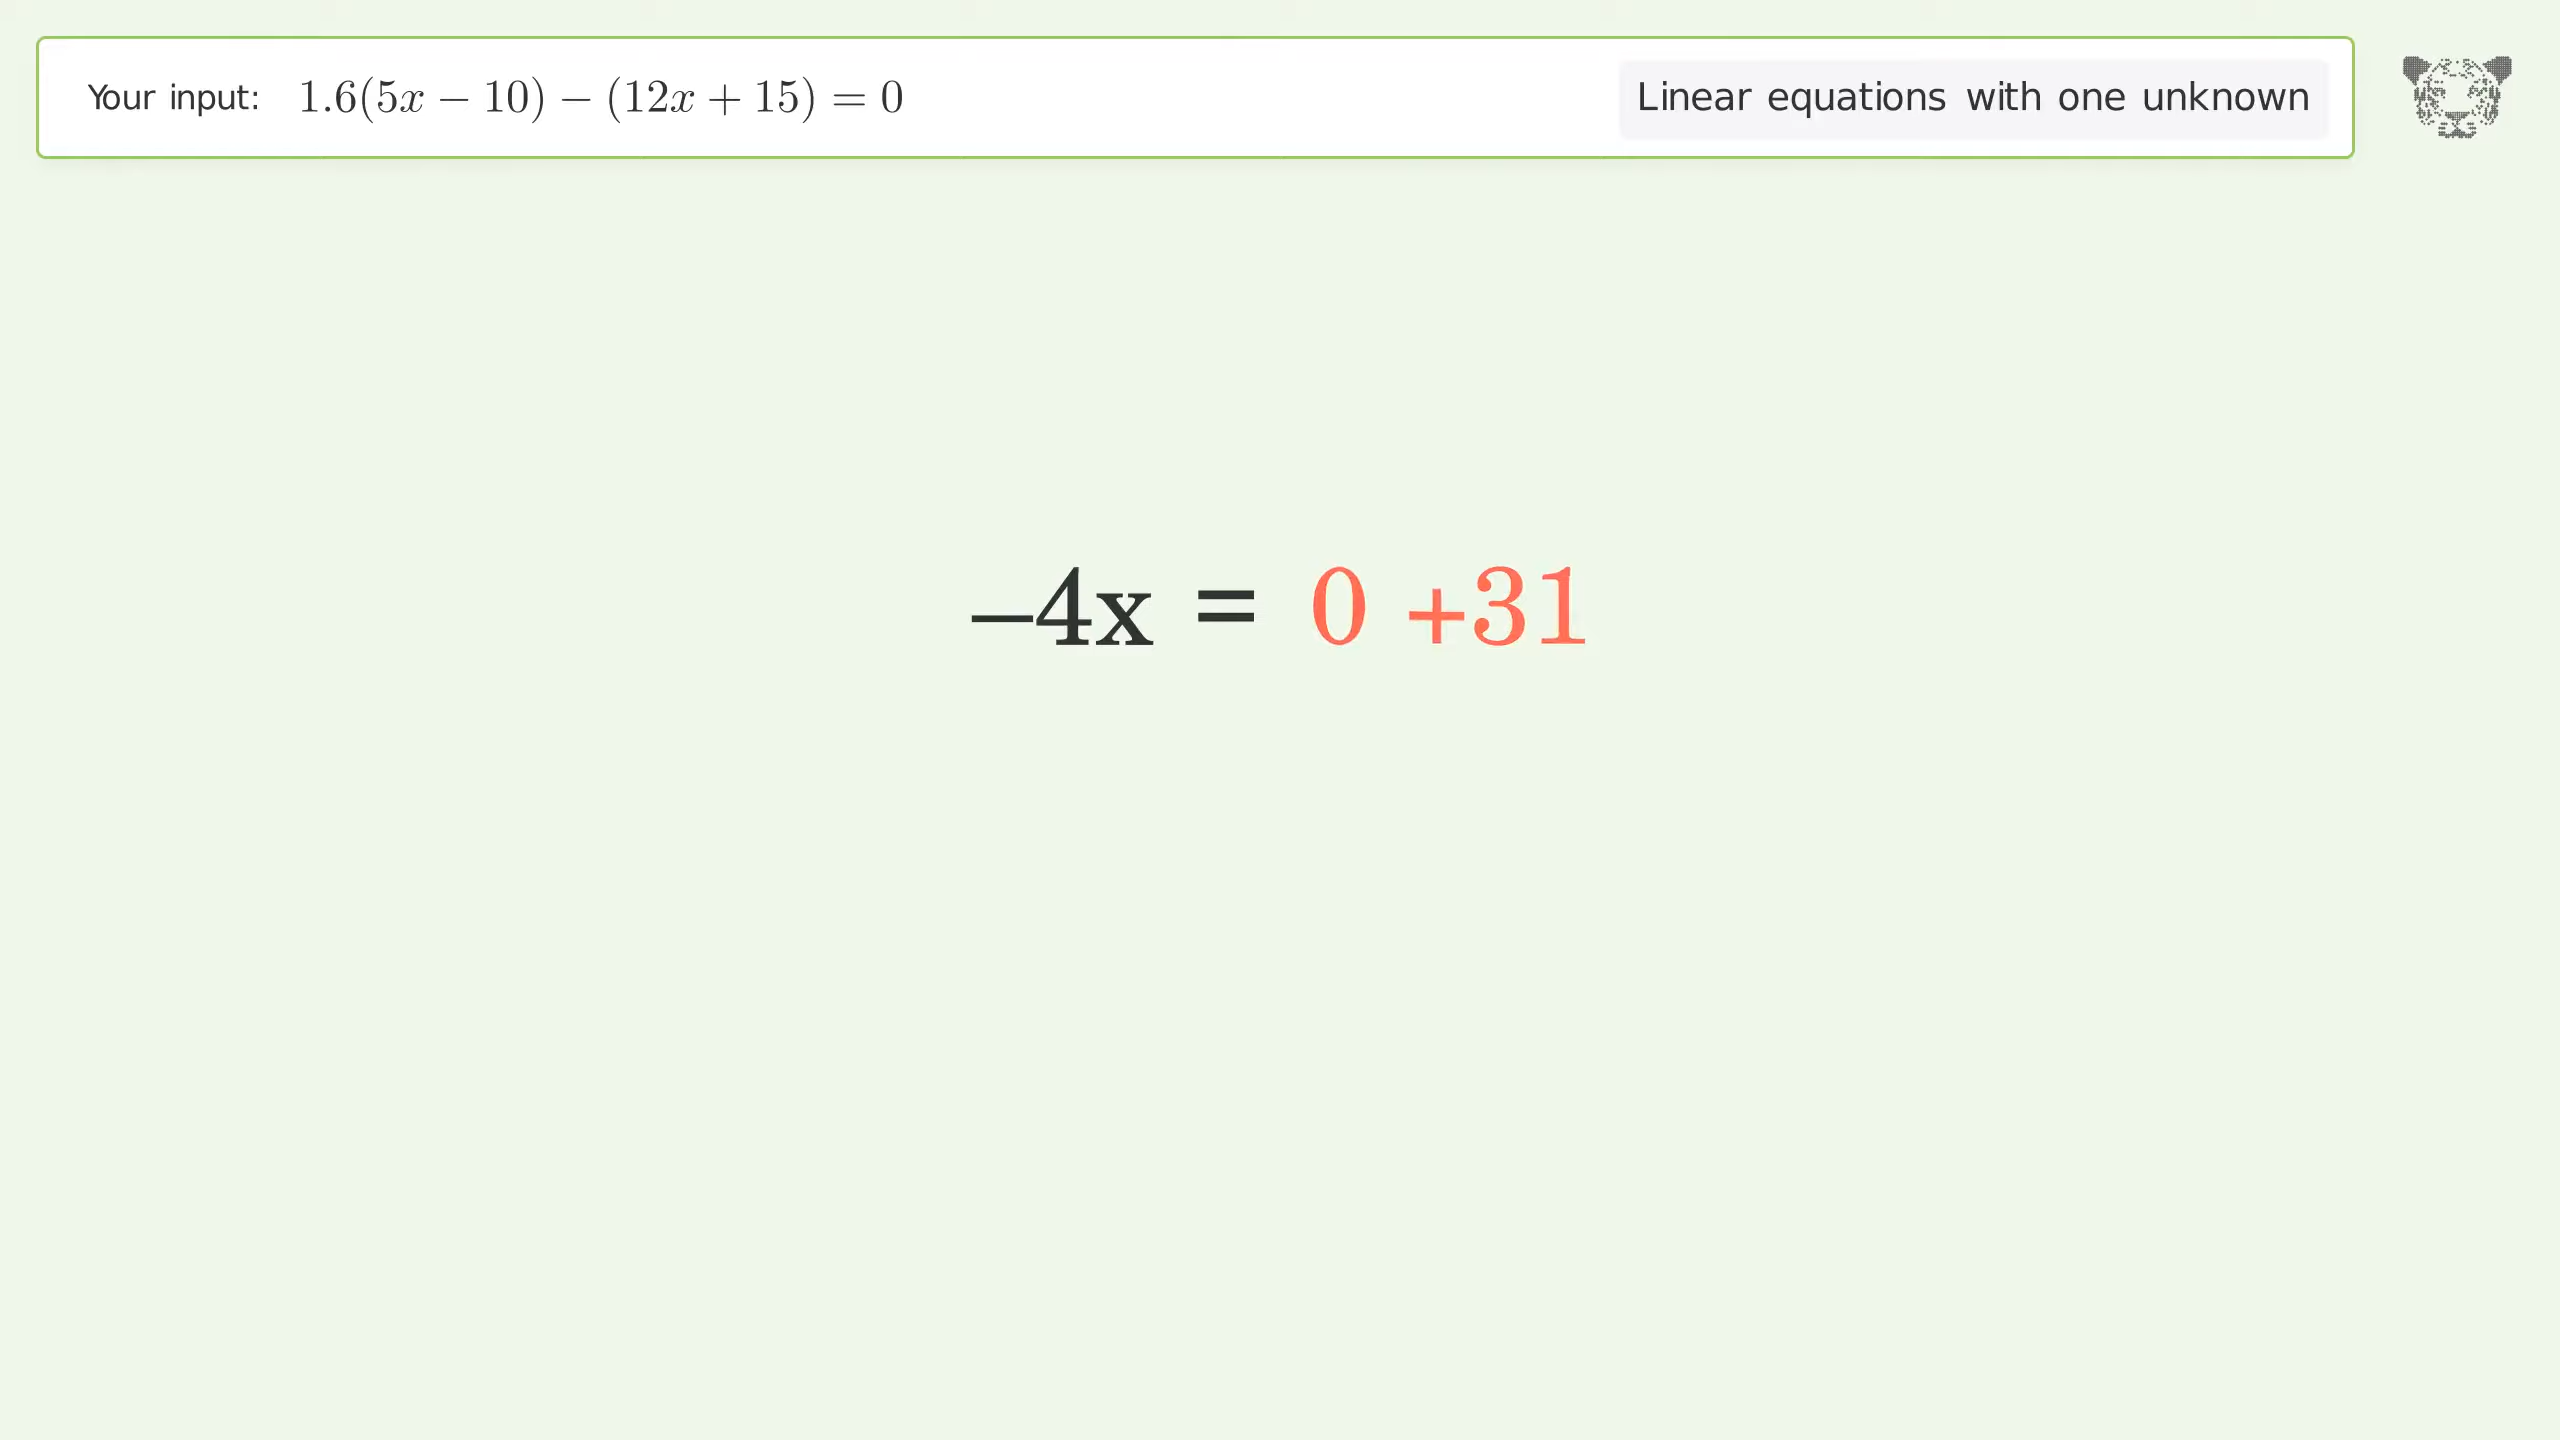 Your input: 1.6(5x − 10) − (12x + 15) = 0
Linear equations with one unknown
−4x = 0 +31